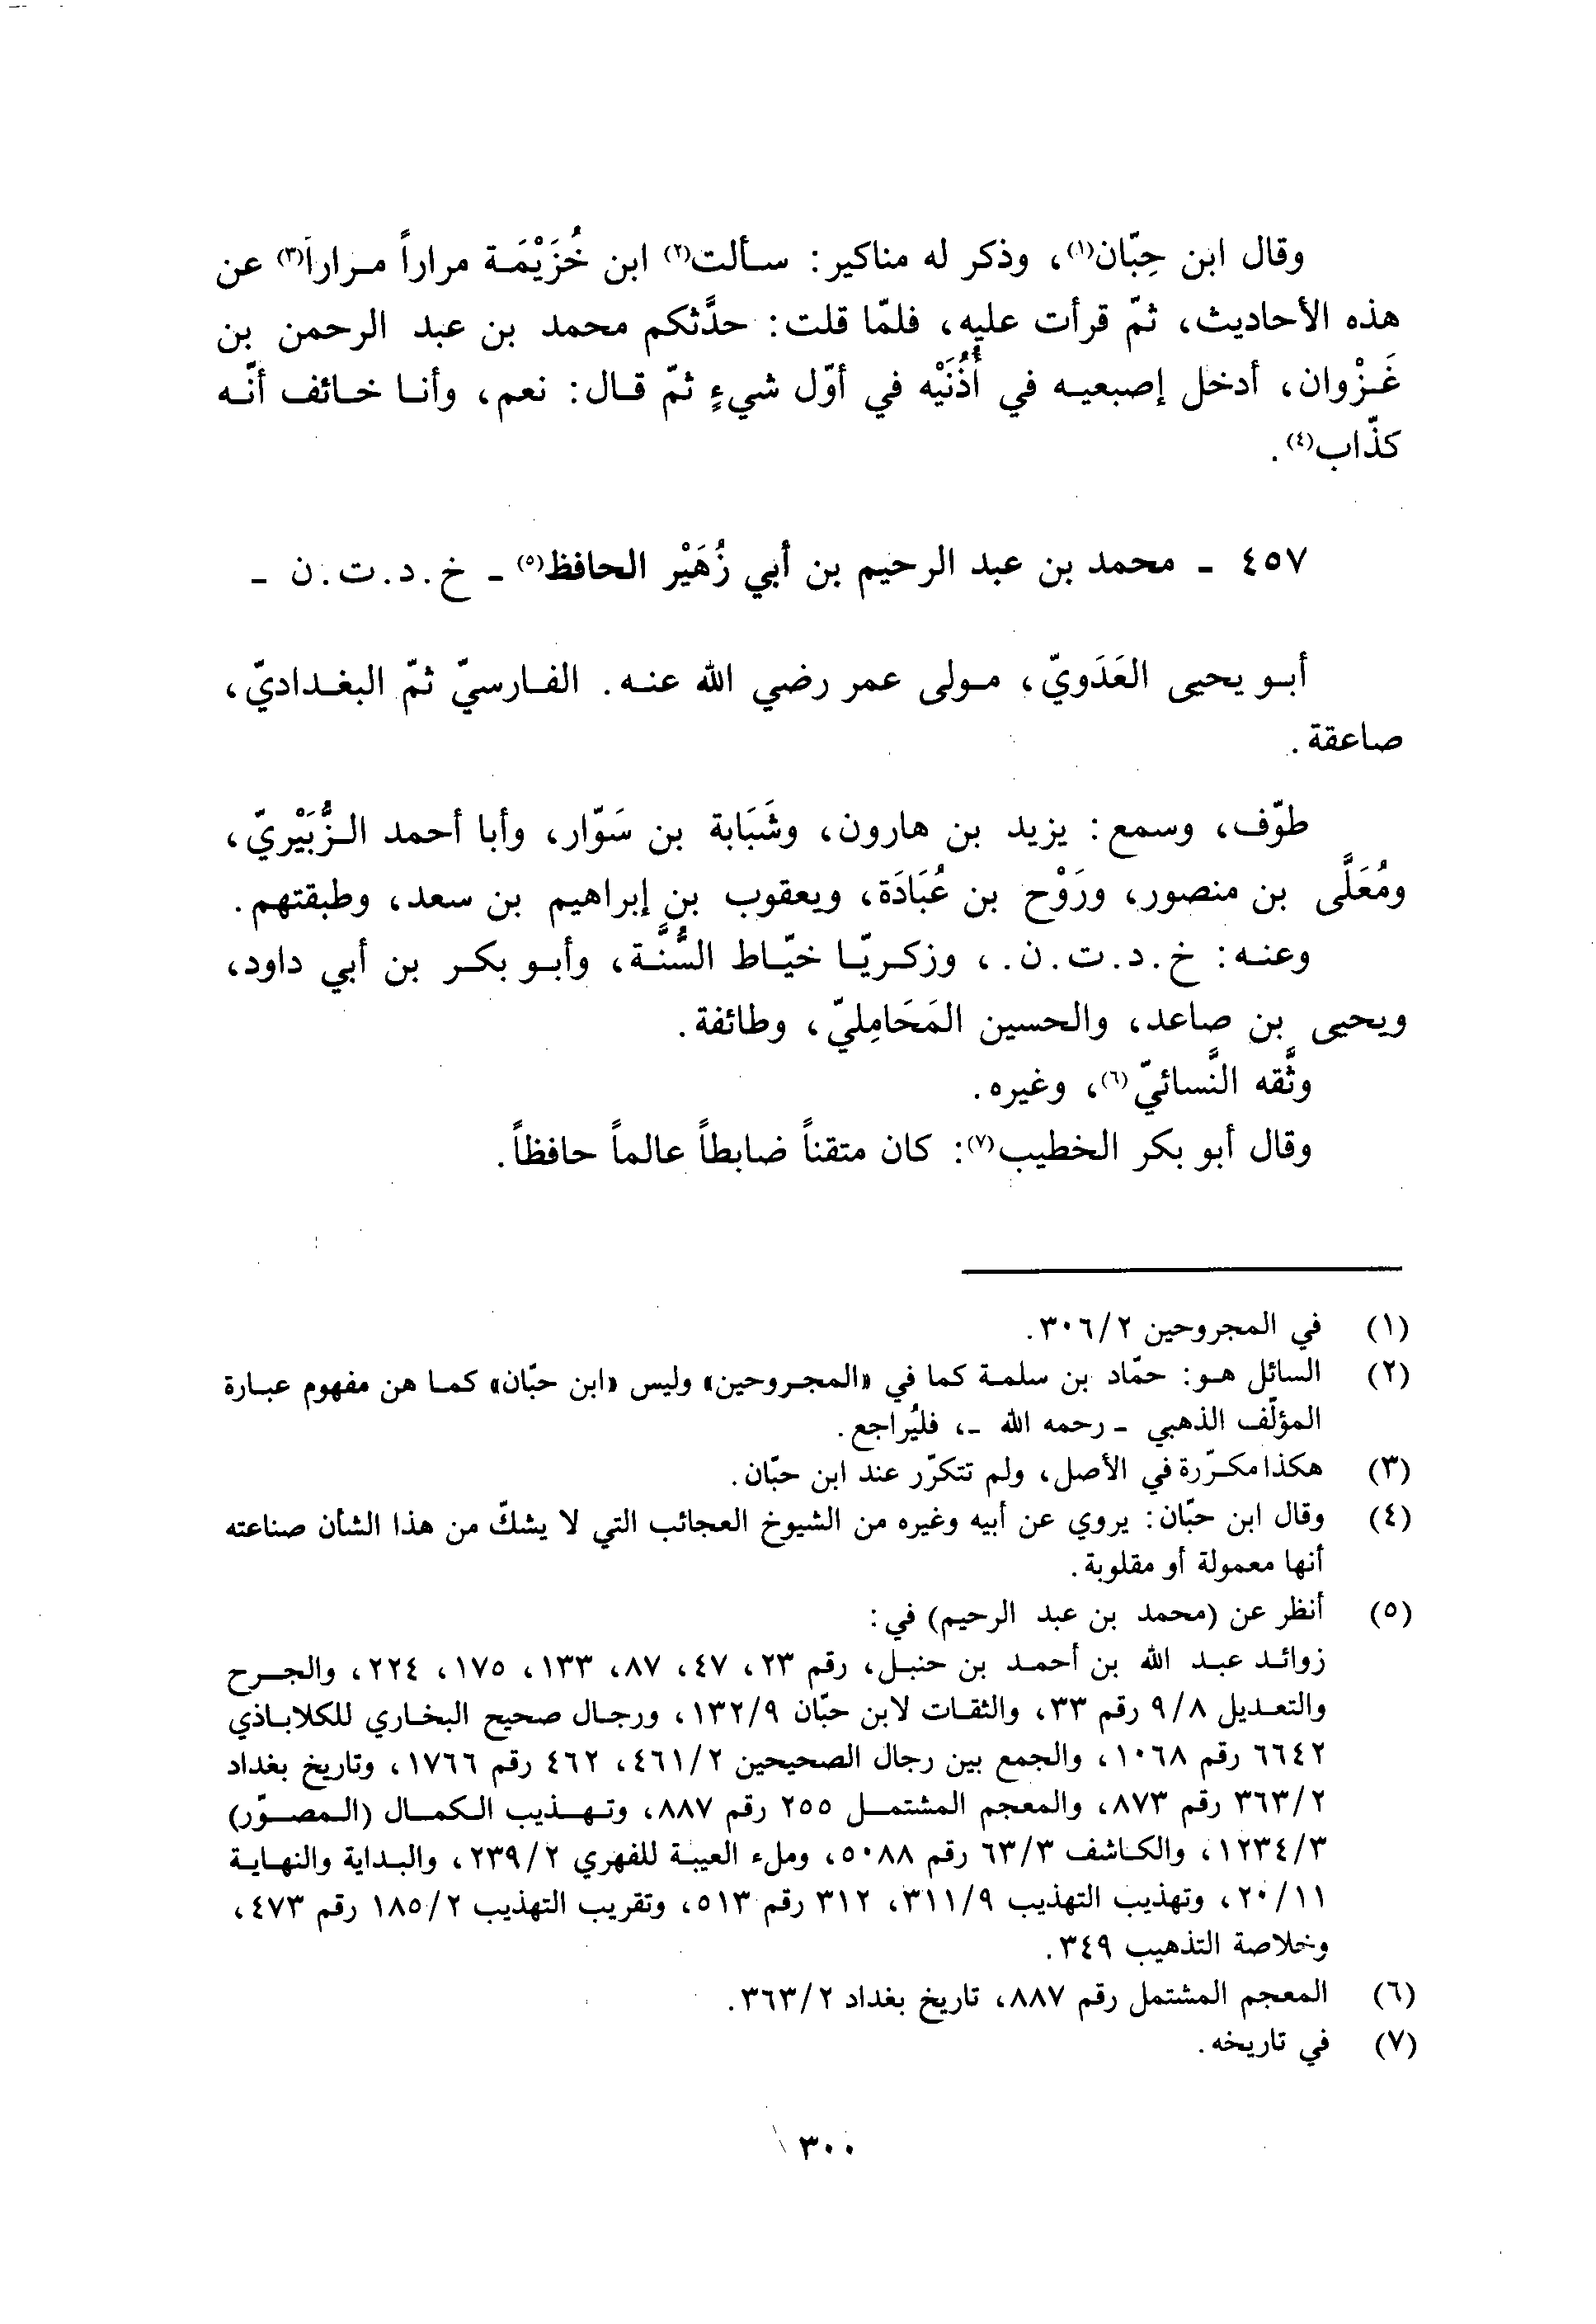 وقال ابن حِبّان(١)، وذكر له مناكير: سألت(٢) ابن خُزَيْمَة مراراً مراراً(٣) عن
هذه الأحاديث، ثمّ قرأت عليه، فلمّا قلت: حدَّثكم محمد بن عبد الرحمن بن
غَزْوان، أدخل إصبعيه في أُذُنَيْه في أوّل شيءٍ ثمّ قال: نعم، وأنا خائف أنّه
كذّاب(٤).
٤٥٧ - محمد بن عبد الرحيم بن أبي زُهَيْر الحافظ(٥) - خ. د. ت. ن -
أبو يحيى العَدَويّ، مولى عمر رضي الله عنه. الفارسيّ ثمّ البغداديّ،
صاعقة.
طوّف، وسمع: يزيد بن هارون، وشَبَابة بن سَوّار، وأبا أحمد الزُّبَيْريّ،
ومُعَلَّى بن منصور، ورَوْح بن عُبَادَة، ويعقوب بن إبراهيم بن سعد، وطبقتهم.
وعنه: خ. د. ت. ن.، وزكريّا خيّاط السُّنَّة، وأبو بكر بن أبي داود،
ويحيى بن صاعد، والحسين المَحَامِليّ، وطائفة.
وثَّقه النَّسائيّ(٦)، وغيره.
وقال أبو بكر الخطيب(٧): كان متقناً ضابطاً عالماً حافظاً.
(١) في المجروحين ٣٠٦/٢.
(٢) السائل هو: حمّاد بن سلمة كما في «المجروحين» وليس «ابن حبّان» كما هن مفهوم عبارة
المؤلّف الذهبي - رحمه الله -، فليُراجع.
(٣) هكذا مكرّرة في الأصل، ولم تتكرّر عند ابن حبّان.
(٤) وقال ابن حبّان: يروي عن أبيه وغيره من الشيوخ العجائب التي لا يشكّ من هذا الشأن صناعته
أنها معمولة أو مقلوبة.
(٥) أنظر عن (محمد بن عبد الرحيم) في:
زوائد عبد الله بن أحمد بن حنبل، رقم ٢٣، ٤٧، ٨٧، ١٣٣، ١٧٥، ٢٢٤، والجرح
والتعديل ٩/٨ رقم ٣٣، والثقات لابن حبّان ١٣٢/٩، ورجال صحيح البخاري للكلاباذي
٦٦٤٢ رقم ١٠٦٨، والجمع بين رجال الصحيحين ٤٦١/٢، ٤٦٢ رقم ١٧٦٦، وتاريخ بغداد
٣٦٣/٢ رقم ٨٧٣، والمعجم المشتمل ٢٥٥ رقم ٨٨٧، وتهذيب الكمال (المصوّر)
١٢٣٤/٣، والكاشف ٦٣/٣ رقم ٥٠٨٨، وملء العيبة للفهري ٢٣٩/٢، والبداية والنهاية
٢٠/١١، وتهذيب التهذيب ٣١١/٩، ٣١٢ رقم ٥١٣، وتقريب التهذيب ١٨٥/٢ رقم ٤٧٣،
وخلاصة التذهيب ٣٤٩.
(٦) المعجم المشتمل رقم ٨٨٧، تاريخ بغداد ٣٦٣/٢.
(٧) في تاريخه.
٣٠٠